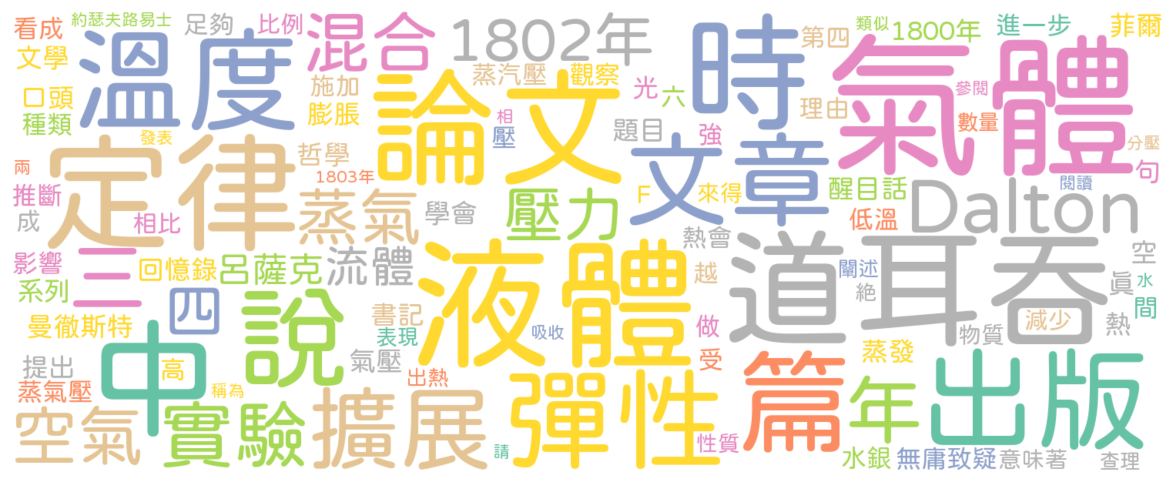 看成
約瑟夫路易士
足夠
比例
混合
1802年
時
第四
類似
1800年
進一步
菲爾
文學
溫度
施加
蒸汽壓
觀察
光
六
理由
氣體
參閱
口頭
種類
膨脹
論文
題目
強
數量
發表
相
壓
文章
分壓
兩
定律
哲學
1803年
醒目話
閱讀
句
推斷
蒸氣
學會
壓力
F
來得
低溫
Dalton
成
相比
熱會
影響
三
回憶錄
呂薩克
流體
液體
越
道耳吞
闡述
絕
空
水
系列
四
真
間
曼徹斯特
說
書記
表現
吸收
做
物質
減少
熱
提出
中
高
氣壓
受
蒸發
蒸氣壓
稱為
出熱
篇
年
出版
空氣
實驗
擴展
彈性
性質
請
水銀
無庸致疑
意味著
查理